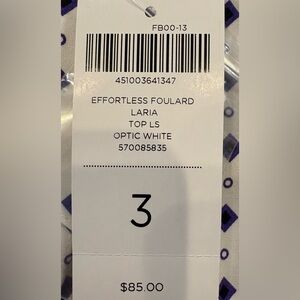 FB00-13
451003641347
EFFORTLESS FOULARD
LARIA
TOP LS
OPTIC WHITE
570085835
3
$85.00